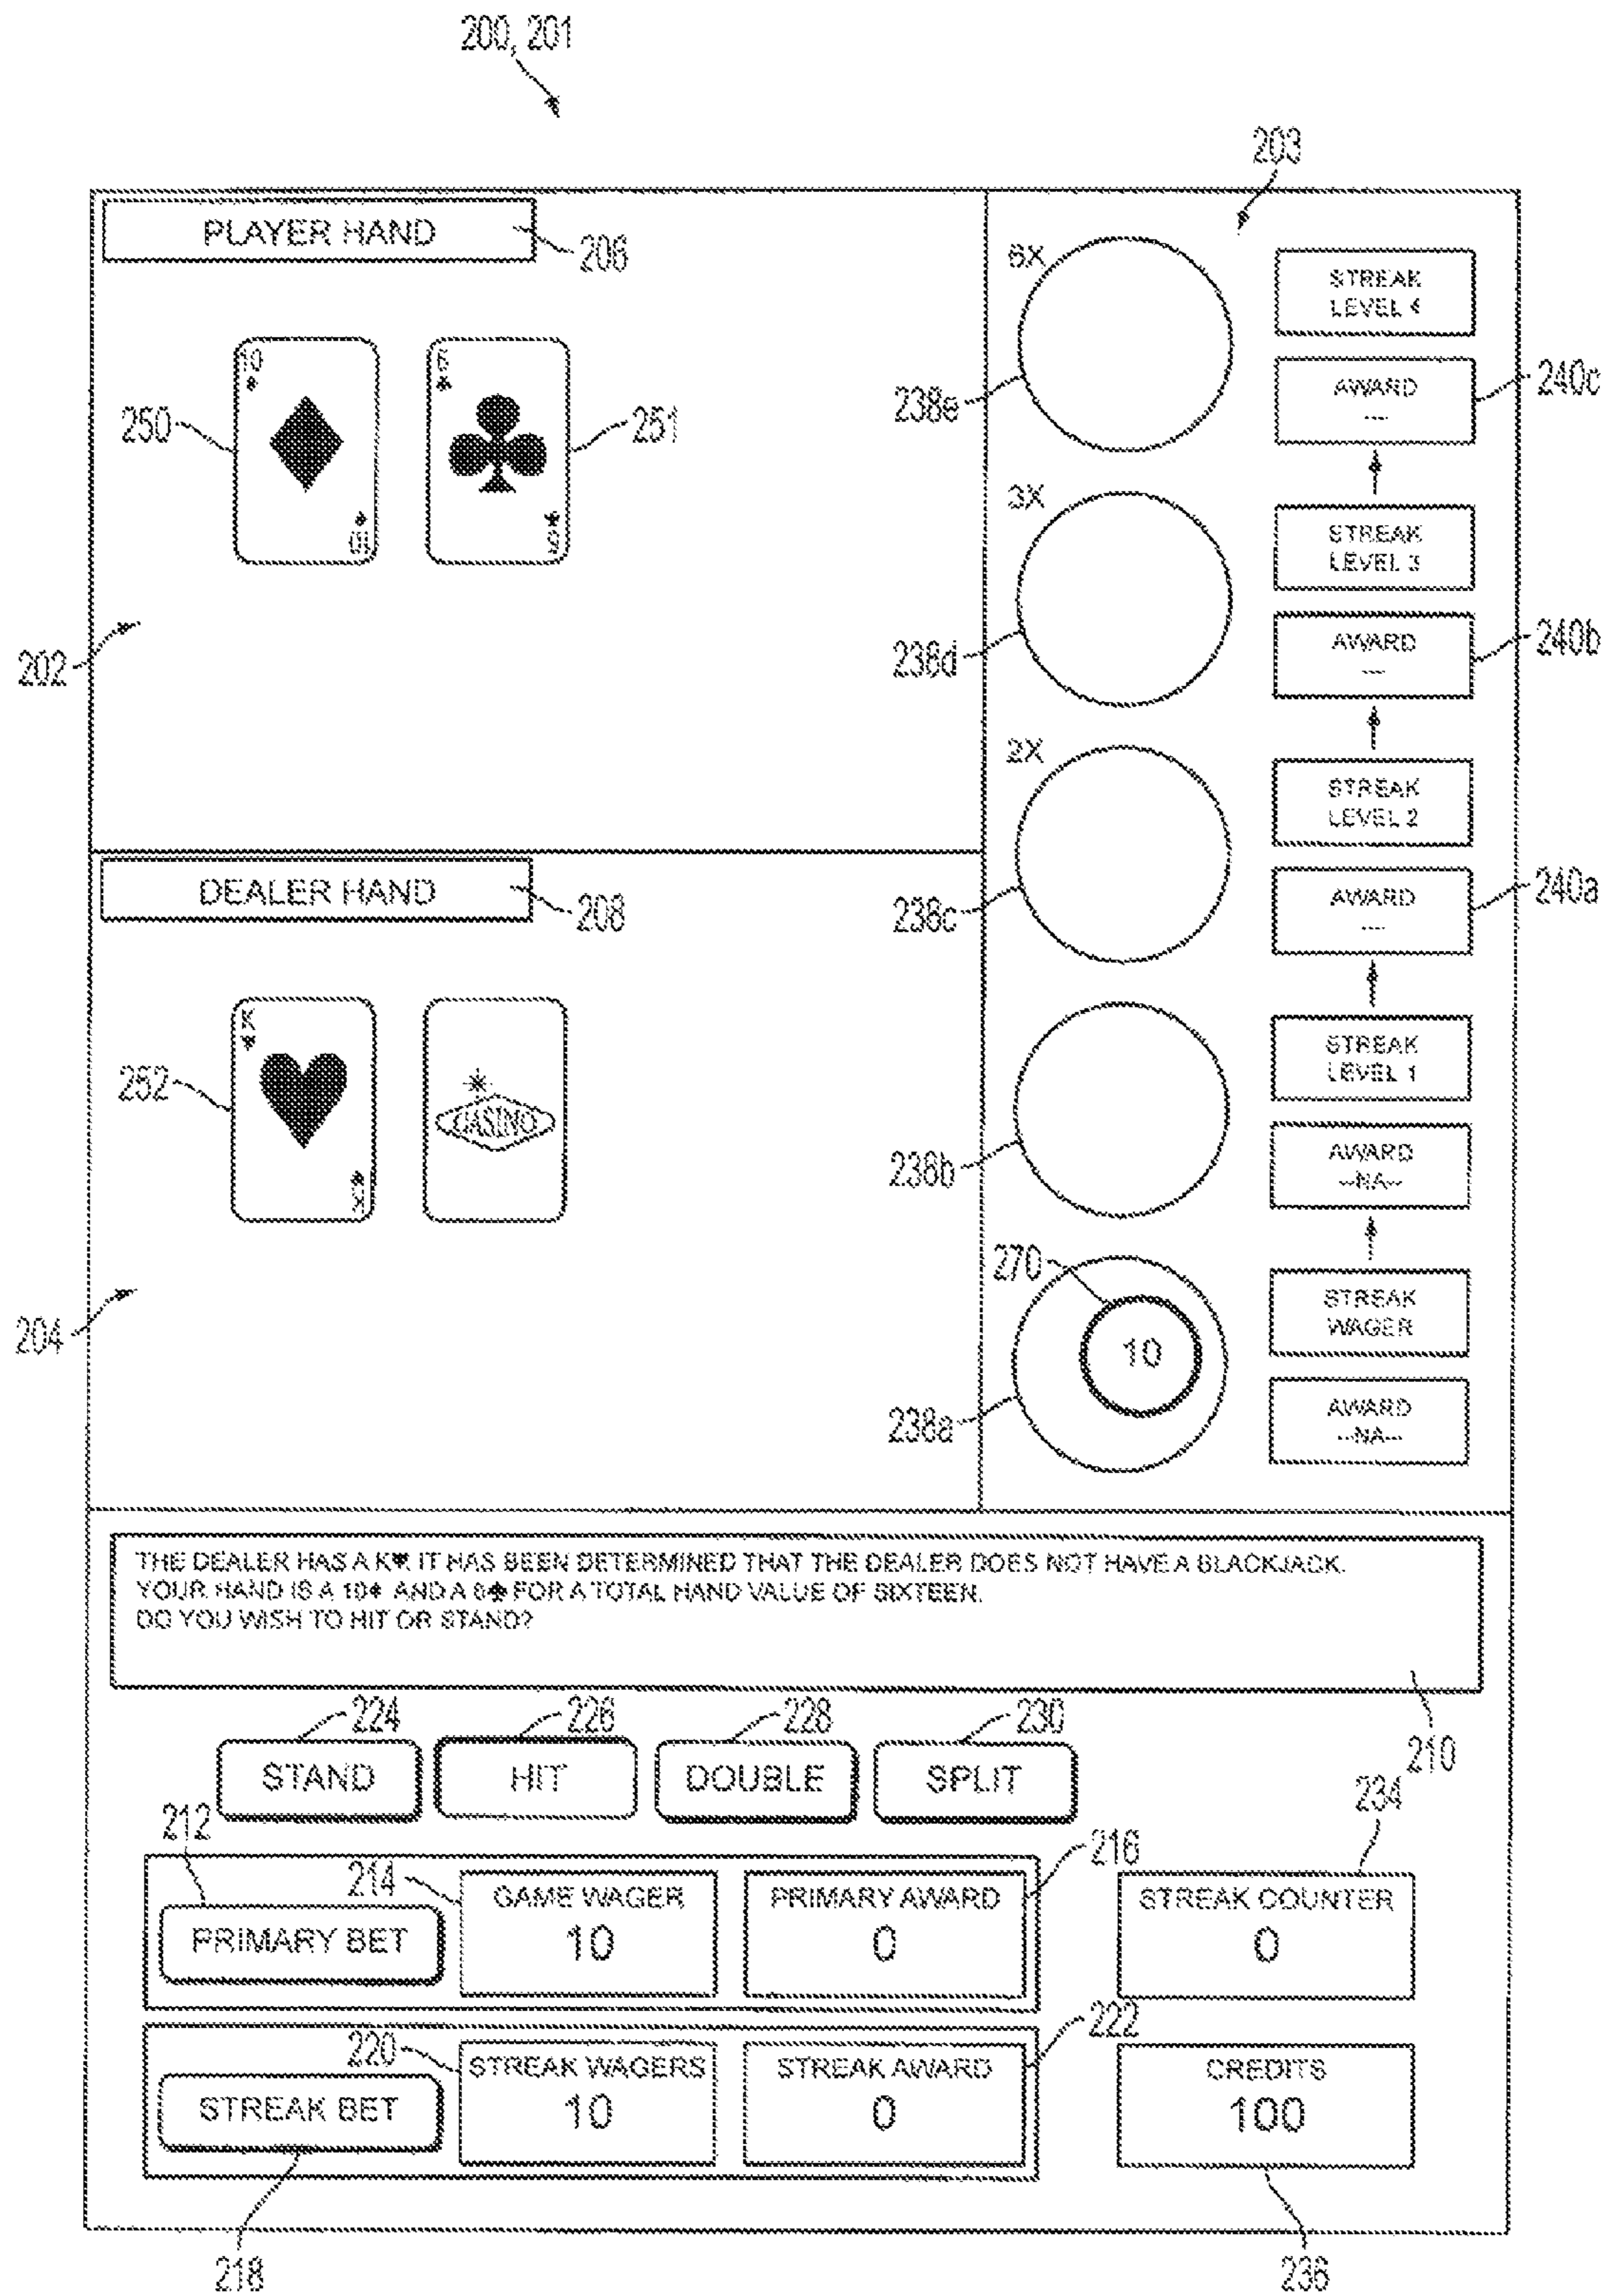 200, 201
203
PLAYER HAND
206
10
♦
6
♣
250
251
10
6
202
DEALER HAND
208
K
♥
252
CASINO
K
204
6X
238e
STREAK
LEVEL 4
AWARD
----
240c
3X
238d
STREAK
LEVEL 3
AWARD
---
240b
2X
238c
STREAK
LEVEL 2
AWARD
----
240a
238b
STREAK
LEVEL 1
AWARD
--NA--
270
10
238a
STREAK
WAGER
AWARD
---NA---
THE DEALER HAS A K♥. IT HAS BEEN DETERMINED THAT THE DEALER DOES NOT HAVE A BLACKJACK.
YOUR HAND IS A 10♦ AND A 6♣ FOR A TOTAL HAND VALUE OF SIXTEEN.
DO YOU WISH TO HIT OR STAND?
210
224
226
228
230
STAND
HIT
DOUBLE
SPLIT
212
214
216
234
PRIMARY BET
GAME WAGER
10
PRIMARY AWARD
0
STREAK COUNTER
0
220
222
STREAK BET
STREAK WAGERS
10
STREAK AWARD
0
CREDITS
100
218
236